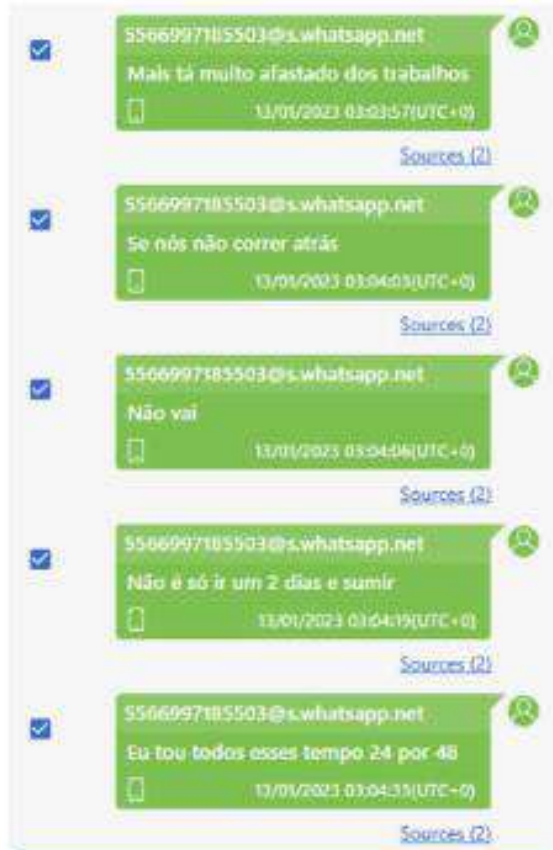 5566997185503@s.whatsapp.net
Mais tá muito afastado dos trabalhos
13/01/2023 03:03:57(UTC+0)
Sources (2)
5566997185503@s.whatsapp.net
Se nós não correr atrás
13/01/2023 03:04:03(UTC+0)
Sources (2)
5566997185503@s.whatsapp.net
Não vai
13/01/2023 03:04:06(UTC+0)
Sources (2)
5566997185503@s.whatsapp.net
Não é só ir um 2 dias e sumir
13/01/2023 03:04:19(UTC+0)
Sources (2)
5566997185503@s.whatsapp.net
Eu tou todos esses tempo 24 por 48
13/01/2023 03:04:35(UTC+0)
Sources (2)